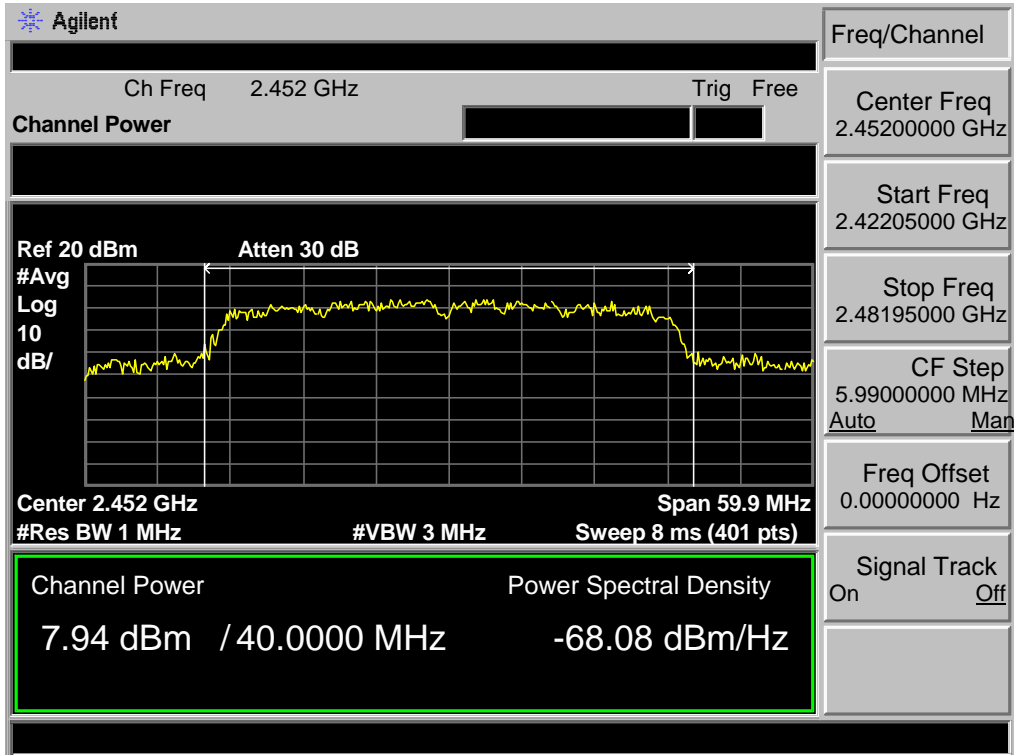 Agilent
Freq/Channel
Ch Freq 2.452 GHz Trig Free
Channel Power
Center Freq
2.45200000 GHz
Start Freq
2.42205000 GHz
Stop Freq
2.48195000 GHz
CF Step
5.99000000 MHz
Auto Man
Freq Offset
0.00000000 Hz
Signal Track
On Off
Ref 20 dBm Atten 30 dB
#Avg
Log
10
dB/
Center 2.452 GHz Span 59.9 MHz
#Res BW 1 MHz #VBW 3 MHz Sweep 8 ms (401 pts)
Channel Power Power Spectral Density
7.94 dBm / 40.0000 MHz -68.08 dBm/Hz